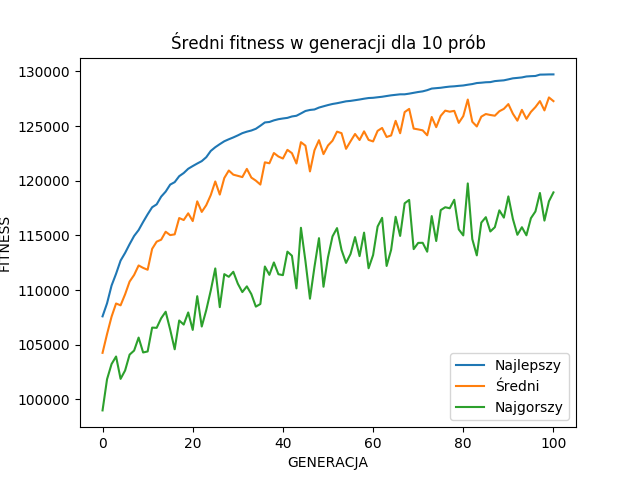 Średni fitness w generacji dla 10 prób
130000
125000
120000
115000
110000
105000
100000
FITNESS
0 20 40 60 80 100
GENERACJA
Najlepszy
Średni
Najgorszy